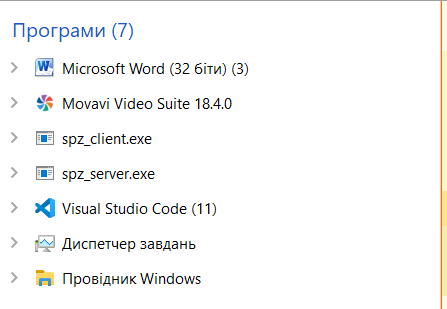 Програми (7)
Microsoft Word (32 біти) (3)
Movavi Video Suite 18.4.0
spz_client.exe
spz_server.exe
Visual Studio Code (11)
Диспетчер завдань
Провідник Windows